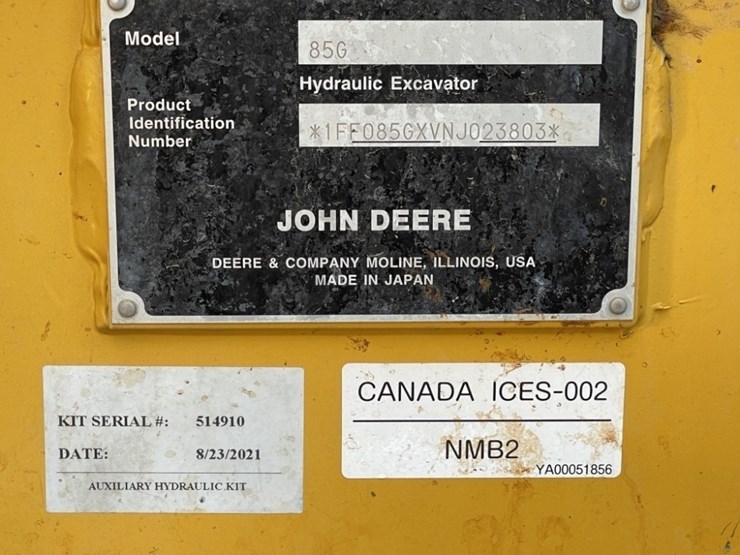 Model 85G
Hydraulic Excavator
Product
Identification
Number
*1FF085GXVNJ023803*
JOHN DEERE
DEERE & COMPANY MOLINE, ILLINOIS, USA
MADE IN JAPAN
KIT SERIAL #: 514910
DATE: 8/23/2021
AUXILIARY HYDRAULIC KIT
CANADA ICES-002
NMB2
YA00051856